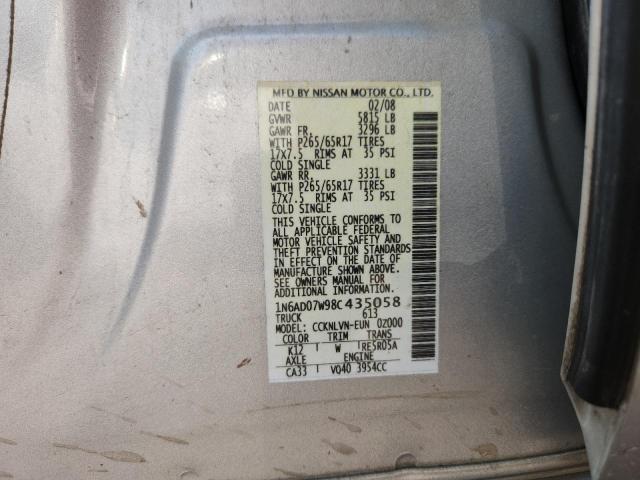 MFD BY NISSAN MOTOR CO., LTD.
DATE 02/08
GVWR 5815 LB
GAWR FR. 3296 LB
WITH P265/65R17 TIRES
17X7.5 RIMS AT 35 PSI
COLD SINGLE
GAWR RR. 3331 LB
WITH P265/65R17 TIRES
17X7.5 RIMS AT 35 PSI
COLD SINGLE
THIS VEHICLE CONFORMS TO
ALL APPLICABLE FEDERAL
MOTOR VEHICLE SAFETY AND
THEFT PREVENTION STANDARDS
IN EFFECT ON THE DATE OF
MANUFACTURE SHOWN ABOVE.
SEE OWNERS MANUAL FOR
ADDITIONAL INFORMATION.
1N6AD07W98C435058
TRUCK 613
MODEL: CCKNLVN-EUN 02000
COLOR TRIM TRANS
K12 W RE5R05A
AXLE ENGINE
CA33 VQ40 3954CC